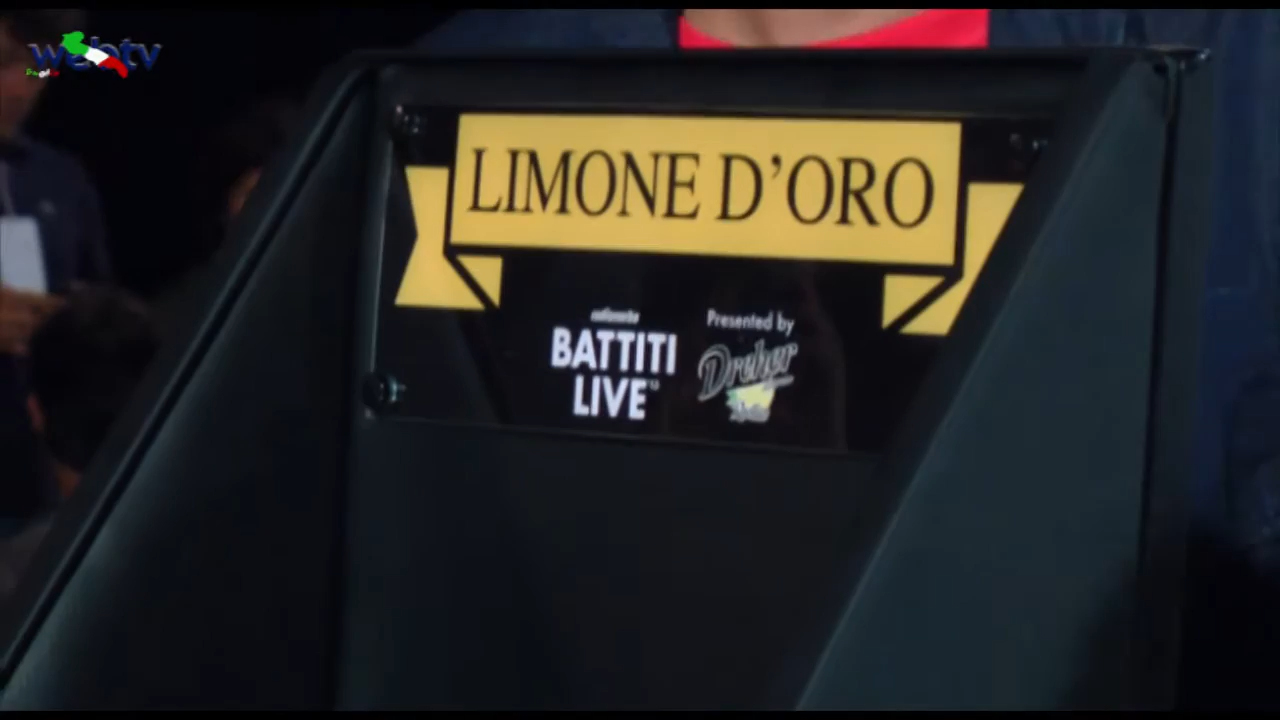 webtv
LIMONE D'ORO
BATTITI
LIVE
Presented by
Dreher